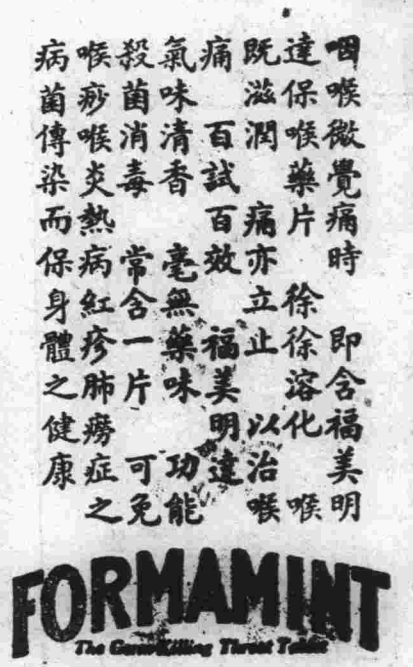 咽喉微覺痛時 即含福美明
達保喉藥片 徐徐溶化 喉
既滋潤 痛亦立止 以治喉
痛 百試百效 福美明達
氣味清香 毫無藥味 功能
殺菌消毒 常含一片 可免
喉痧喉炎熱病紅疹肺癆症之
病菌傳染而保身體之健康
FORMAMINT
The Germ-Killing Throat Tablet